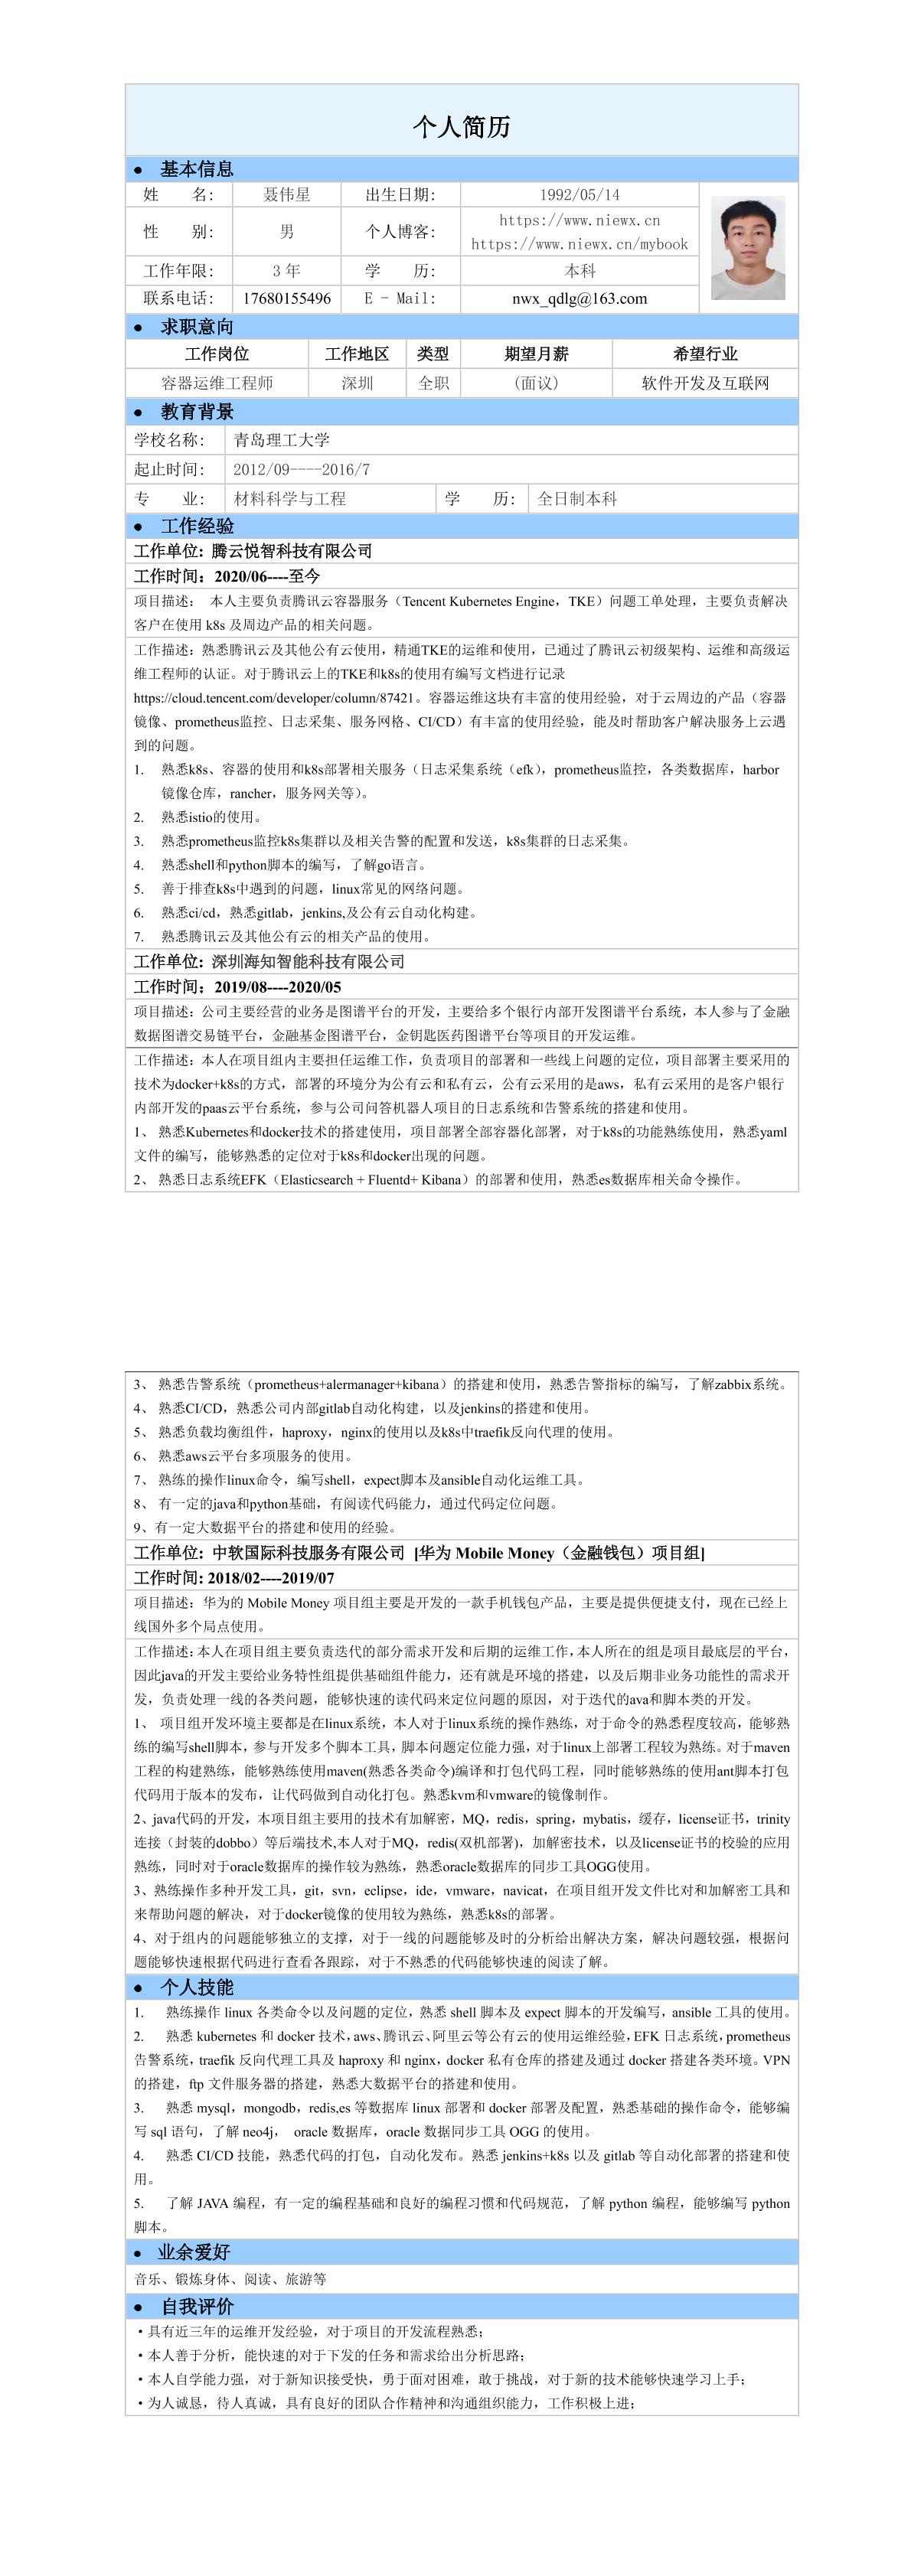 个人简历
● 基本信息
姓 名: 聂伟星 出生日期: 1992/05/14
性 别: 男 个人博客: https://www.niewx.cn
https://www.niewx.cn/mybook
工作年限: 3 年 学 历: 本科
联系电话: 17680155496 E - Mail: nwx_qdlg@163.com
● 求职意向
工作岗位 工作地区 类型 期望月薪 希望行业
容器运维工程师 深圳 全职 (面议) 软件开发及互联网
● 教育背景
学校名称: 青岛理工大学
起止时间: 2012/09----2016/7
专 业: 材料科学与工程 学 历: 全日制本科
● 工作经验
工作单位: 腾云悦智科技有限公司
工作时间: 2020/06----至今
项目描述: 本人主要负责腾讯云容器服务（Tencent Kubernetes Engine，TKE）问题工单处理，主要负责解决
客户在使用 k8s 及周边产品的相关问题。
工作描述: 熟悉腾讯云及其他公有云使用，精通TKE的运维和使用，已通过了腾讯云初级架构、运维和高级运
维工程师的认证。对于腾讯云上的TKE和k8s的使用有编写文档进行记录
https://cloud.tencent.com/developer/column/87421。容器运维这块有丰富的使用经验，对于云周边的产品（容器
镜像、prometheus监控、日志采集、服务网格、CI/CD）有丰富的使用经验，能及时帮助客户解决服务上云遇
到的问题。
1. 熟悉k8s、容器的使用和k8s部署相关服务（日志采集系统（efk），prometheus监控，各类数据库，harbor
镜像仓库，rancher，服务网关等）。
2. 熟悉istio的使用。
3. 熟悉prometheus监控k8s集群以及相关告警的配置和发送，k8s集群的日志采集。
4. 熟悉shell和python脚本的编写，了解go语言。
5. 善于排查k8s中遇到的问题，linux常见的网络问题。
6. 熟悉ci/cd，熟悉gitlab，jenkins,及公有云自动化构建。
7. 熟悉腾讯云及其他公有云的相关产品的使用。
工作单位: 深圳海知智能科技有限公司
工作时间: 2019/08----2020/05
项目描述: 公司主要经营的业务是图谱平台的开发，主要给多个银行内部开发图谱平台系统，本人参与了金融
数据图谱交易链平台，金融基金图谱平台，金钥匙医药图谱平台等项目的开发运维。
工作描述: 本人在项目组内主要担任运维工作，负责项目的部署和一些线上问题的定位，项目部署主要采用的
技术为docker+k8s的方式，部署的环境分为公有云和私有云，公有云采用的是aws，私有云采用的是客户银行
内部开发的paas云平台系统，参与公司问答机器人项目的日志系统和告警系统的搭建和使用。
1、 熟悉Kubernetes和docker技术的搭建使用，项目部署全部容器化部署，对于k8s的功能熟练使用，熟悉yaml
文件的编写，能够熟悉的定位对于k8s和docker出现的问题。
2、 熟悉日志系统EFK（Elasticsearch + Fluentd+ Kibana）的部署和使用，熟悉es数据库相关命令操作。
3、 熟悉告警系统（prometheus+alermanager+kibana）的搭建和使用，熟悉告警指标的编写，了解zabbix系统。
4、 熟悉CI/CD，熟悉公司内部gitlab自动化构建，以及jenkins的搭建和使用。
5、 熟悉负载均衡组件，haproxy，nginx的使用以及k8s中traefik反向代理的使用。
6、 熟悉aws云平台多项服务的使用。
7、 熟练的操作linux命令，编写shell，expect脚本及ansible自动化运维工具。
8、 有一定的java和python基础，有阅读代码能力，通过代码定位问题。
9、有一定大数据平台的搭建和使用的经验。
工作单位: 中软国际科技服务有限公司 [华为 Mobile Money（金融钱包）项目组]
工作时间: 2018/02----2019/07
项目描述: 华为的 Mobile Money 项目组主要是开发的一款手机钱包产品，主要是提供便捷支付，现在已经上
线国外多个局点使用。
工作描述: 本人在项目组主要负责迭代的部分需求开发和后期的运维工作，本人所在的组是项目最底层的平台，
因此java的开发主要给业务特性组提供基础组件能力，还有就是环境的搭建，以及后期非业务功能性的需求开
发，负责处理一线的各类问题，能够快速的读代码来定位问题的原因，对于迭代的ava和脚本类的开发。
1、 项目组开发环境主要都是在linux系统，本人对于linux系统的操作熟练，对于命令的熟悉程度较高，能够熟
练的编写shell脚本，参与开发多个脚本工具，脚本问题定位能力强，对于linux上部署工程较为熟练。对于maven
工程的构建熟练，能够熟练使用maven(熟悉各类命令)编译和打包代码工程，同时能够熟练的使用ant脚本打包
代码用于版本的发布，让代码做到自动化打包。熟悉kvm和vmware的镜像制作。
2、java代码的开发，本项目组主要用的技术有加解密，MQ，redis，spring，mybatis，缓存，license证书，trinity
连接（封装的dobbo）等后端技术,本人对于MQ，redis(双机部署)，加解密技术，以及license证书的校验的应用
熟练，同时对于oracle数据库的操作较为熟练，熟悉oracle数据库的同步工具OGG使用。
3、熟练操作多种开发工具，git，svn，eclipse，ide，vmware，navicat，在项目组开发文件比对和加解密工具和
来帮助问题的解决，对于docker镜像的使用较为熟练，熟悉k8s的部署。
4、对于组内的问题能够独立的支撑，对于一线的问题能够及时的分析给出解决方案，解决问题较强，根据问
题能够快速根据代码进行查看各跟踪，对于不熟悉的代码能够快速的阅读了解。
● 个人技能
1. 熟练操作 linux 各类命令以及问题的定位，熟悉 shell 脚本及 expect 脚本的开发编写，ansible 工具的使用。
2. 熟悉 kubernetes 和 docker 技术，aws、腾讯云、阿里云等公有云的使用运维经验，EFK 日志系统，prometheus
告警系统，traefik 反向代理工具及 haproxy 和 nginx，docker 私有仓库的搭建及通过 docker 搭建各类环境。VPN
的搭建，ftp 文件服务器的搭建，熟悉大数据平台的搭建和使用。
3. 熟悉 mysql，mongodb，redis,es 等数据库 linux 部署和 docker 部署及配置，熟悉基础的操作命令，能够编
写 sql 语句，了解 neo4j， oracle 数据库，oracle 数据同步工具 OGG 的使用。
4. 熟悉 CI/CD 技能，熟悉代码的打包，自动化发布。熟悉 jenkins+k8s 以及 gitlab 等自动化部署的搭建和使
用。
5. 了解 JAVA 编程，有一定的编程基础和良好的编程习惯和代码规范，了解 python 编程，能够编写 python
脚本。
● 业余爱好
音乐、锻炼身体、阅读、旅游等
● 自我评价
·具有近三年的运维开发经验，对于项目的开发流程熟悉；
·本人善于分析，能快速的对于下发的任务和需求给出分析思路；
·本人自学能力强，对于新知识接受快，勇于面对困难，敢于挑战，对于新的技术能够快速学习上手；
·为人诚恳，待人真诚，具有良好的团队合作精神和沟通组织能力，工作积极上进；